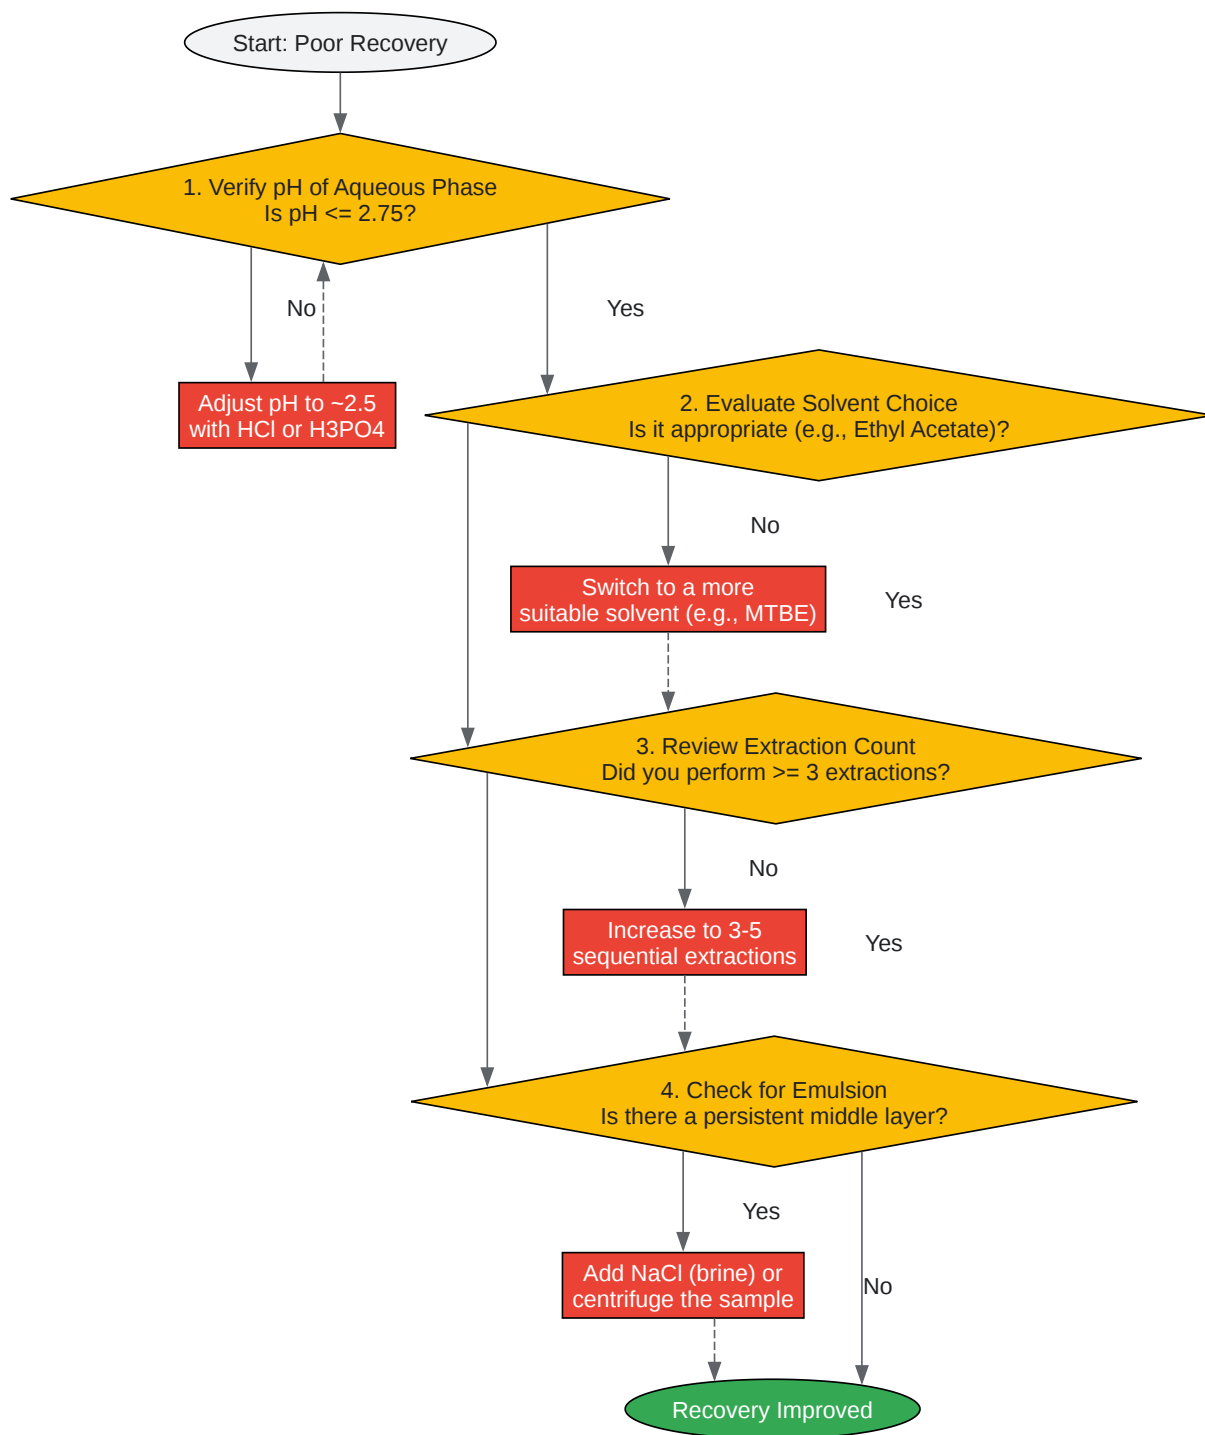 Start: Poor Recovery
1. Verify pH of Aqueous Phase
Is pH <= 2.75?
No
Yes
Adjust pH to ~2.5
with HCl or H3PO4
2. Evaluate Solvent Choice
Is it appropriate (e.g., Ethyl Acetate)?
No
Switch to a more
suitable solvent (e.g., MTBE)
Yes
3. Review Extraction Count
Did you perform >= 3 extractions?
No
Increase to 3-5
sequential extractions
Yes
4. Check for Emulsion
Is there a persistent middle layer?
Yes
Add NaCl (brine) or
centrifuge the sample
No
Recovery Improved